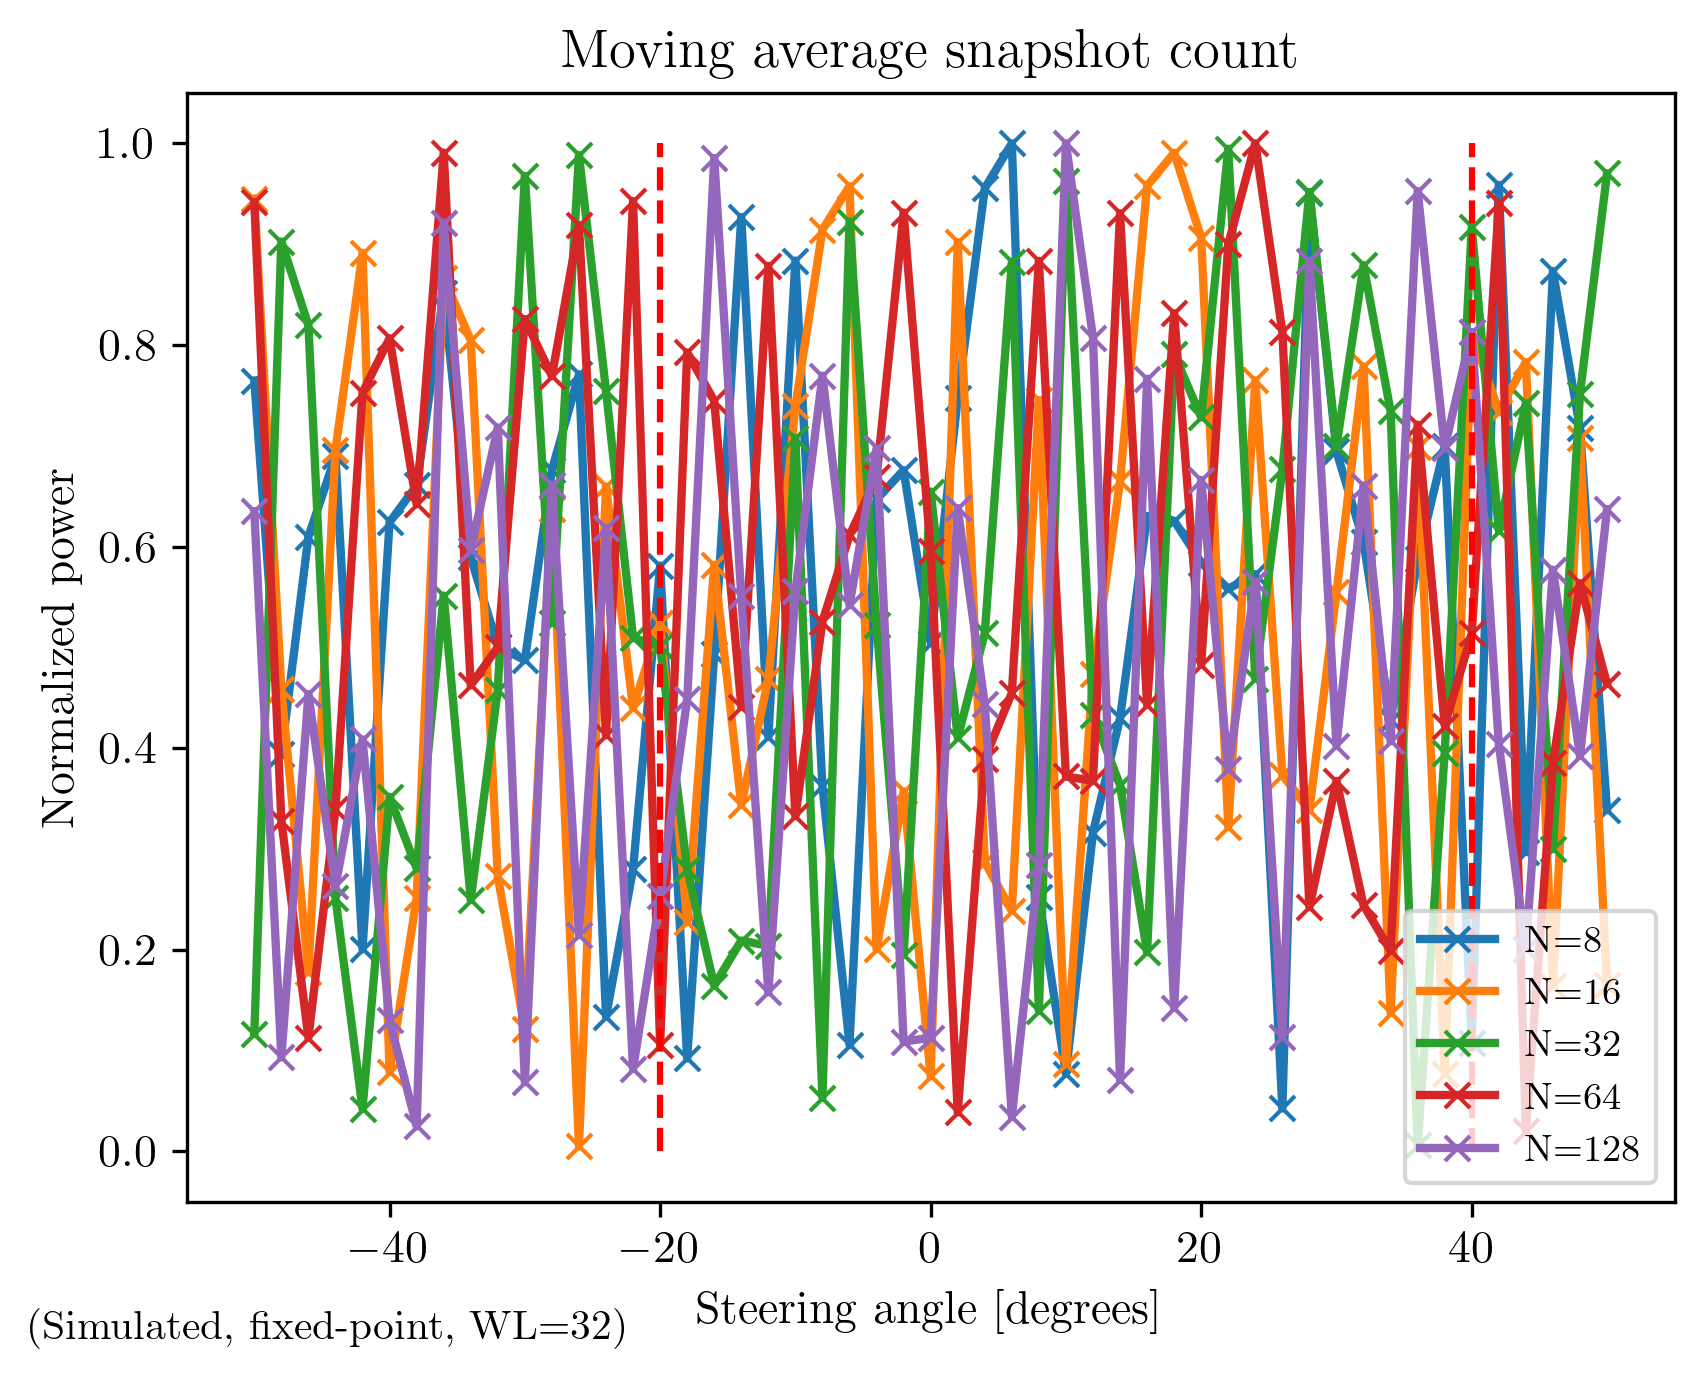 Moving average snapshot count
1.0
0.8
0.6
0.4
0.2
0.0
Normalized power
−40
−20
0
20
40
Steering angle [degrees]
(Simulated, fixed-point, WL=32)
N=8
N=16
N=32
N=64
N=128